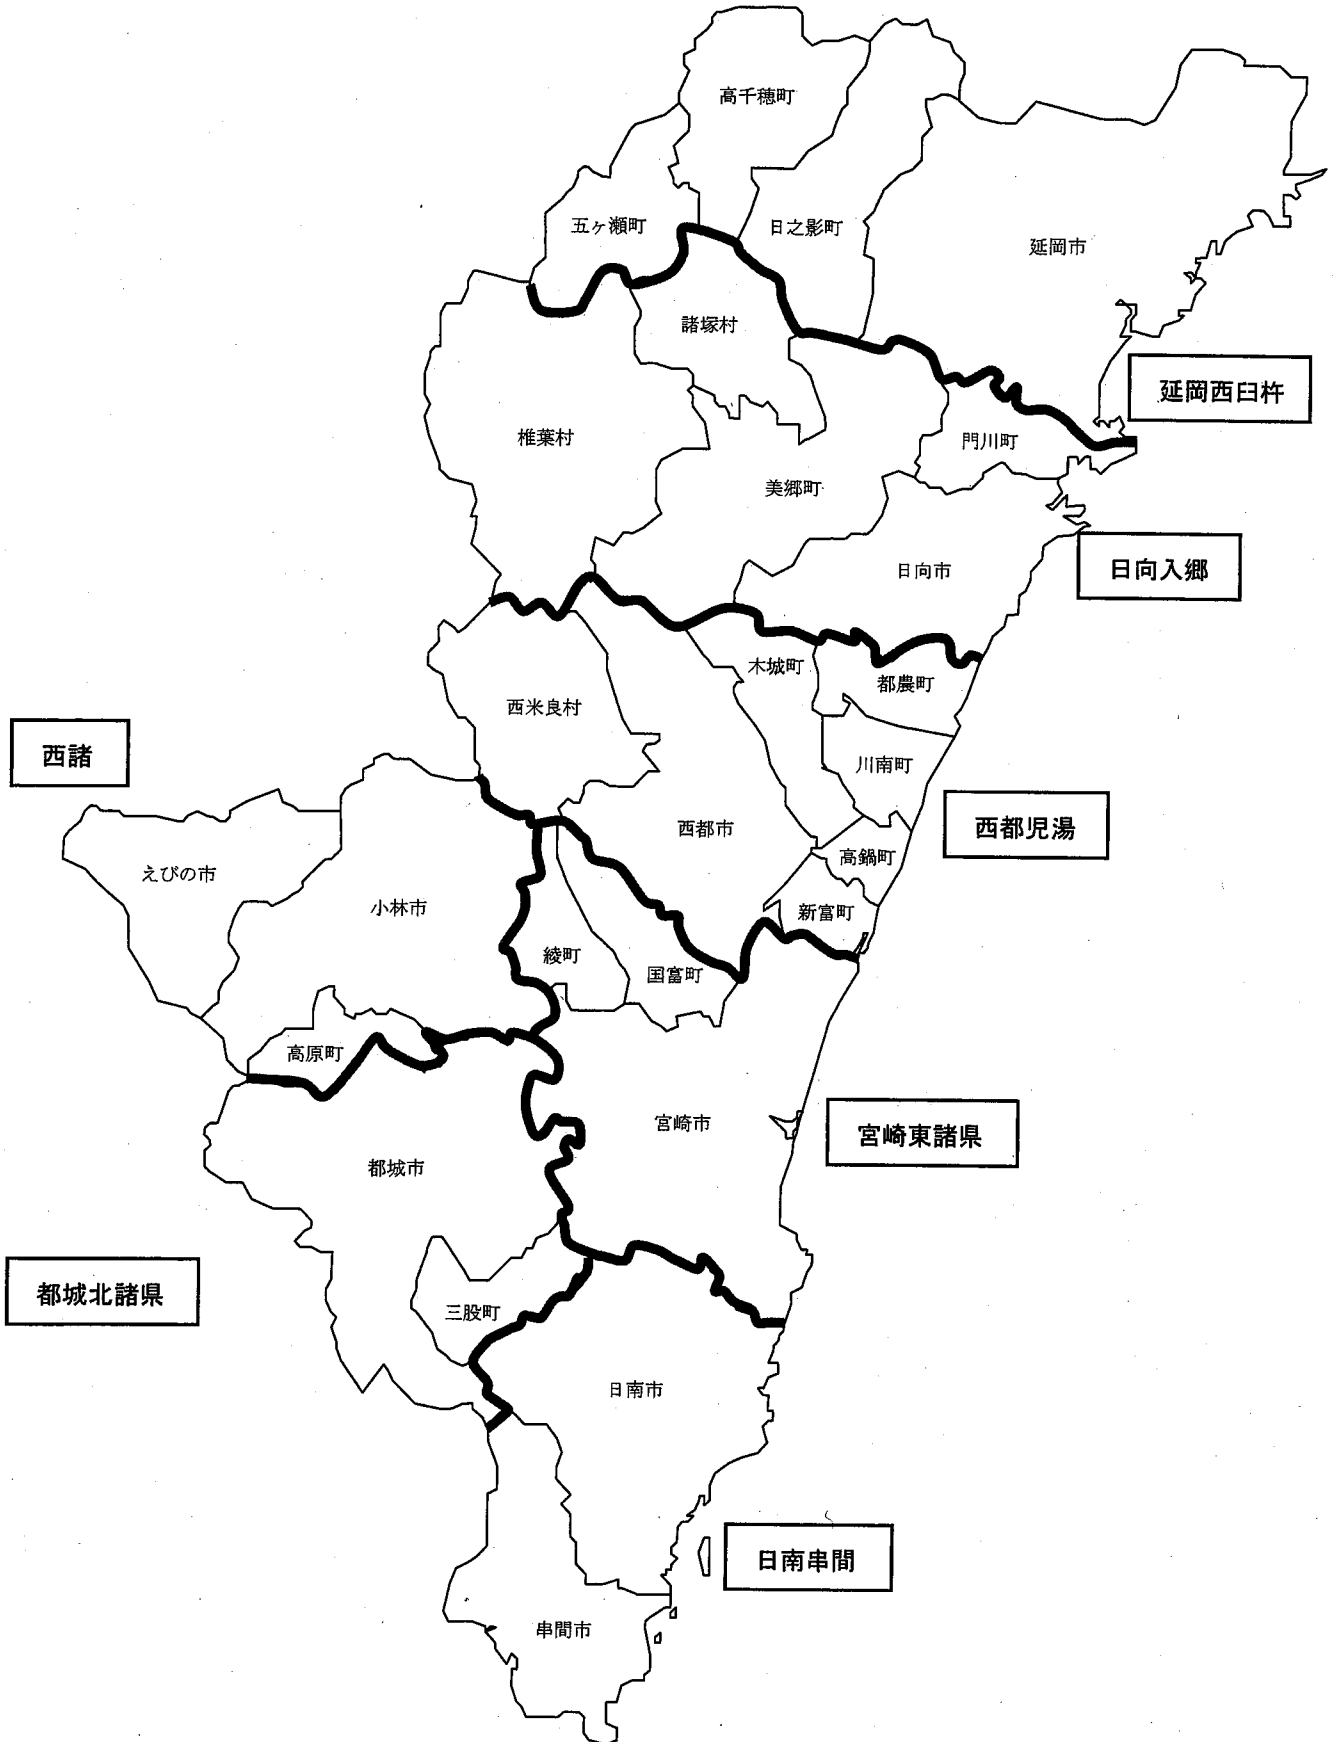 高千穂町
五ヶ瀬町
日之影町
延岡市
諸塚村
延岡西臼杵
椎葉村
門川町
美郷町
日向市
日向入郷
木城町
都農町
西米良村
西諸
川南町
西都市
西都児湯
高鍋町
えびの市
小林市
新富町
綾町
国富町
高原町
宮崎市
宮崎東諸県
都城市
都城北諸県
三股町
日南市
日南串間
串間市